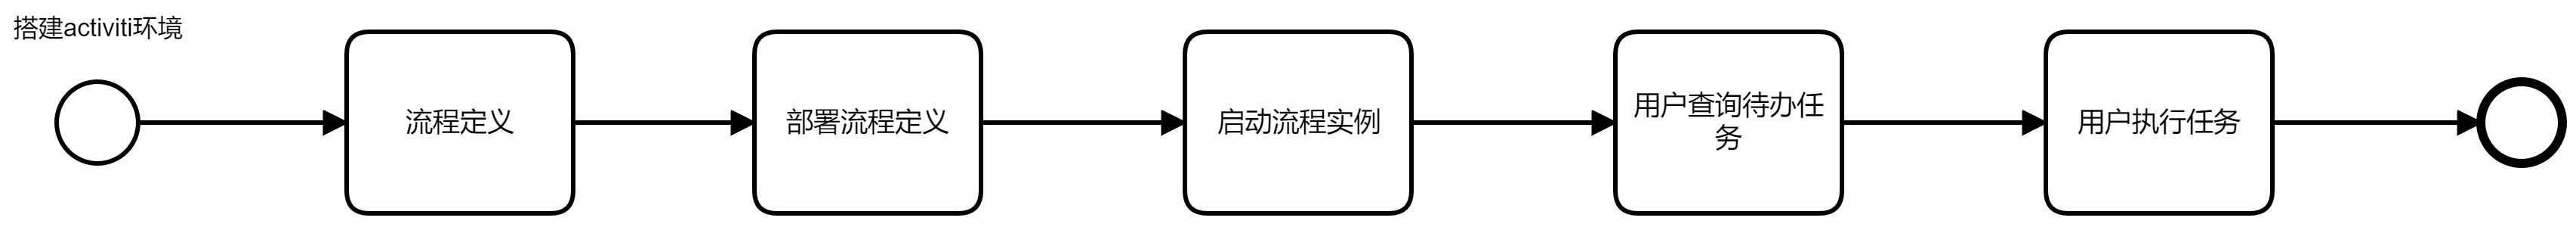 搭建activiti环境
流程定义
部署流程定义
启动流程实例
用户查询待办任
务
用户执行任务